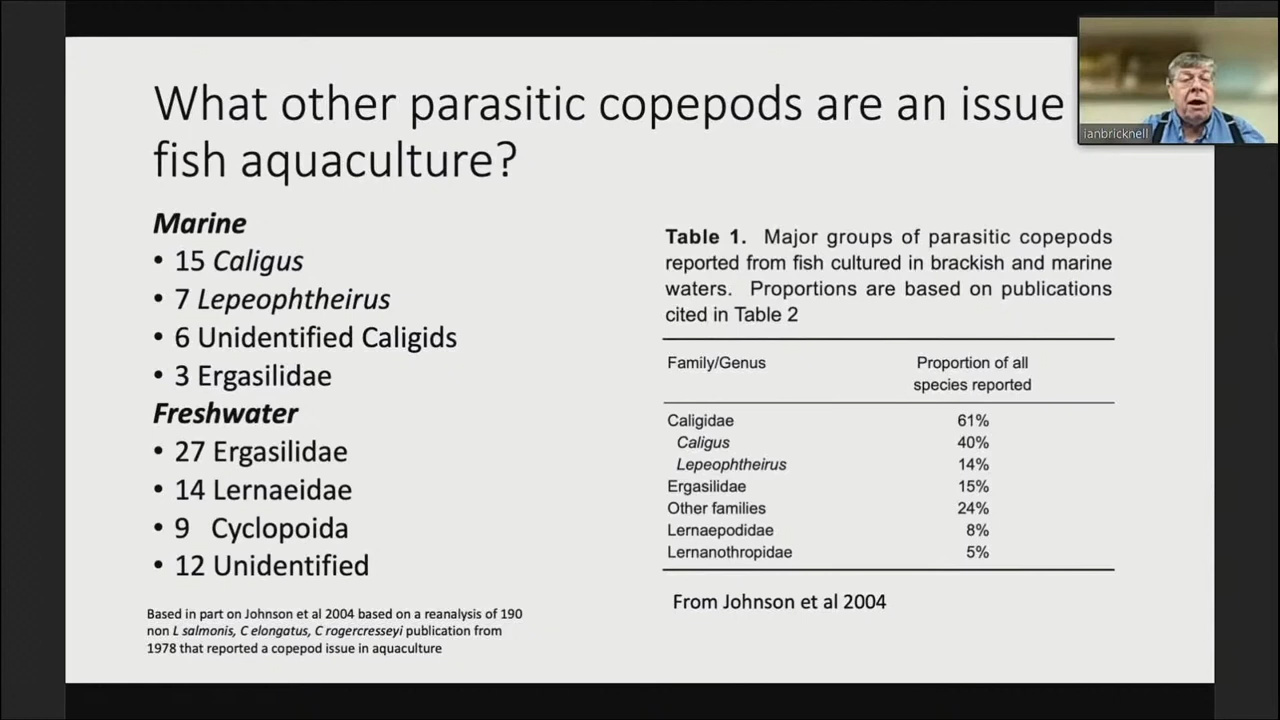 What other parasitic copepods are an issue
fish aquaculture?
ianbricknell
Marine
• 15 Caligus
• 7 Lepeophtheirus
• 6 Unidentified Caligids
• 3 Ergasilidae
Freshwater
• 27 Ergasilidae
• 14 Lernaeidae
• 9 Cyclopoida
• 12 Unidentified
Based in part on Johnson et al 2004 based on a reanalysis of 190
non L salmonis, C elongatus, C rogercresseyi publication from
1978 that reported a copepod issue in aquaculture
Table 1. Major groups of parasitic copepods
reported from fish cultured in brackish and marine
waters. Proportions are based on publications
cited in Table 2
Family/Genus Proportion of all
species reported
Caligidae 61%
Caligus 40%
Lepeophtheirus 14%
Ergasilidae 15%
Other families 24%
Lernaepodidae 8%
Lernanothropidae 5%
From Johnson et al 2004